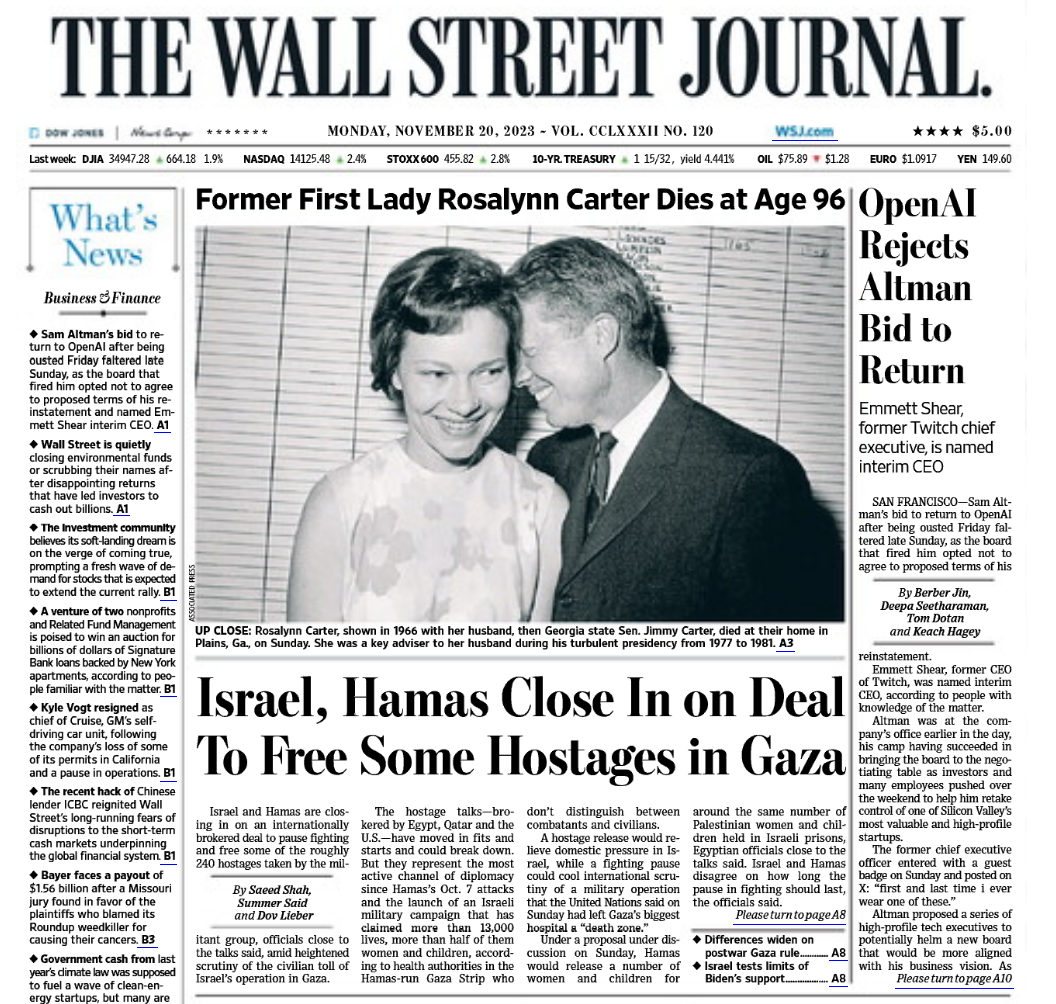 THE WALL STREET JOURNAL.
DOW JONES | News Corp * * * * * * *
MONDAY, NOVEMBER 20, 2023 ~ VOL. CCLXXXII NO. 120
WSJ.com
★★★★ $5.00
Last week: DJIA 34947.28 ▲ 664.18 1.9% NASDAQ 14125.48 ▲ 2.4% STOXX 600 455.82 ▲ 2.8% 10-YR. TREASURY ▲ 1 15/32, yield 4.441% OIL $75.89 ▼ $1.28 EURO $1.0917 YEN 149.60
What's
News
Business & Finance
◆ Sam Altman's bid to re-
turn to OpenAI after being
ousted Friday faltered late
Sunday, as the board that
fired him opted not to agree
to proposed terms of his re-
instatement and named Em-
mett Shear interim CEO. A1
◆ Wall Street is quietly
closing environmental funds
or scrubbing their names af-
ter disappointing returns
that have led investors to
cash out billions. A1
◆ The investment community
believes its soft-landing dream is
on the verge of coming true,
prompting a fresh wave of de-
mand for stocks that is expected
to extend the current rally. B1
◆ A venture of two nonprofits
and Related Fund Management
is poised to win an auction for
billions of dollars of Signature
Bank loans backed by New York
apartments, according to peo-
ple familiar with the matter. B1
◆ Kyle Vogt resigned as
chief of Cruise, GM's self-
driving car unit, following
the company's loss of some
of its permits in California
and a pause in operations. B1
◆ The recent hack of Chinese
lender ICBC reignited Wall
Street's long-running fears of
disruptions to the short-term
cash markets underpinning
the global financial system. B1
◆ Bayer faces a payout of
$1.56 billion after a Missouri
jury found in favor of the
plaintiffs who blamed its
Roundup weedkiller for
causing their cancers. B3
◆ Government cash from last
year's climate law was supposed
to fuel a wave of clean-en-
ergy startups, but many are
Former First Lady Rosalynn Carter Dies at Age 96
ASSOCIATED PRESS
UP CLOSE: Rosalynn Carter, shown in 1966 with her husband, then Georgia state Sen. Jimmy Carter, died at their home in
Plains, Ga., on Sunday. She was a key adviser to her husband during his turbulent presidency from 1977 to 1981. A3
Israel, Hamas Close In on Deal
To Free Some Hostages in Gaza
Israel and Hamas are clos-
ing in on an internationally
brokered deal to pause fighting
and free some of the roughly
240 hostages taken by the mil-
By Saeed Shah,
Summer Said
and Dov Lieber
itant group, officials close to
the talks said, amid heightened
scrutiny of the civilian toll of
Israel's operation in Gaza.
The hostage talks—bro-
kered by Egypt, Qatar and the
U.S.—have moved in fits and
starts and could break down.
But they represent the most
active channel of diplomacy
since Hamas's Oct. 7 attacks
and the launch of an Israeli
military campaign that has
claimed more than 13,000
lives, more than half of them
women and children, accord-
ing to health authorities in the
Hamas-run Gaza Strip who
don't distinguish between
combatants and civilians.
A hostage release would re-
lieve domestic pressure in Is-
rael, while a fighting pause
could cool international scru-
tiny of a military operation
that the United Nations said on
Sunday had left Gaza's biggest
hospital a "death zone."
Under a proposal under dis-
cussion on Sunday, Hamas
would release a number of
women and children for
around the same number of
Palestinian women and chil-
dren held in Israeli prisons,
Egyptian officials close to the
talks said. Israel and Hamas
disagree on how long the
pause in fighting should last,
the officials said.
Please turn to page A8
◆ Differences widen on
postwar Gaza rule............ A8
◆ Israel tests limits of
Biden's support................. A8
OpenAI
Rejects
Altman
Bid to
Return
Emmett Shear,
former Twitch chief
executive, is named
interim CEO
SAN FRANCISCO—Sam Alt-
man's bid to return to OpenAI
after being ousted Friday fal-
tered late Sunday, as the board
that fired him opted not to
agree to proposed terms of his
By Berber Jin,
Deepa Seetharaman,
Tom Dotan
and Keach Hagey
reinstatement.
Emmett Shear, former CEO
of Twitch, was named interim
CEO, according to people with
knowledge of the matter.
Altman was at the com-
pany's office earlier in the day,
his camp having succeeded in
bringing the board to the nego-
tiating table as investors and
many employees pushed over
the weekend to help him retake
control of one of Silicon Valley's
most valuable and high-profile
startups.
The former chief executive
officer entered with a guest
badge on Sunday and posted on
X: "first and last time i ever
wear one of these."
Altman proposed a series of
high-profile tech executives to
potentially helm a new board
that would be more aligned
with his business vision. As
Please turn to page A10